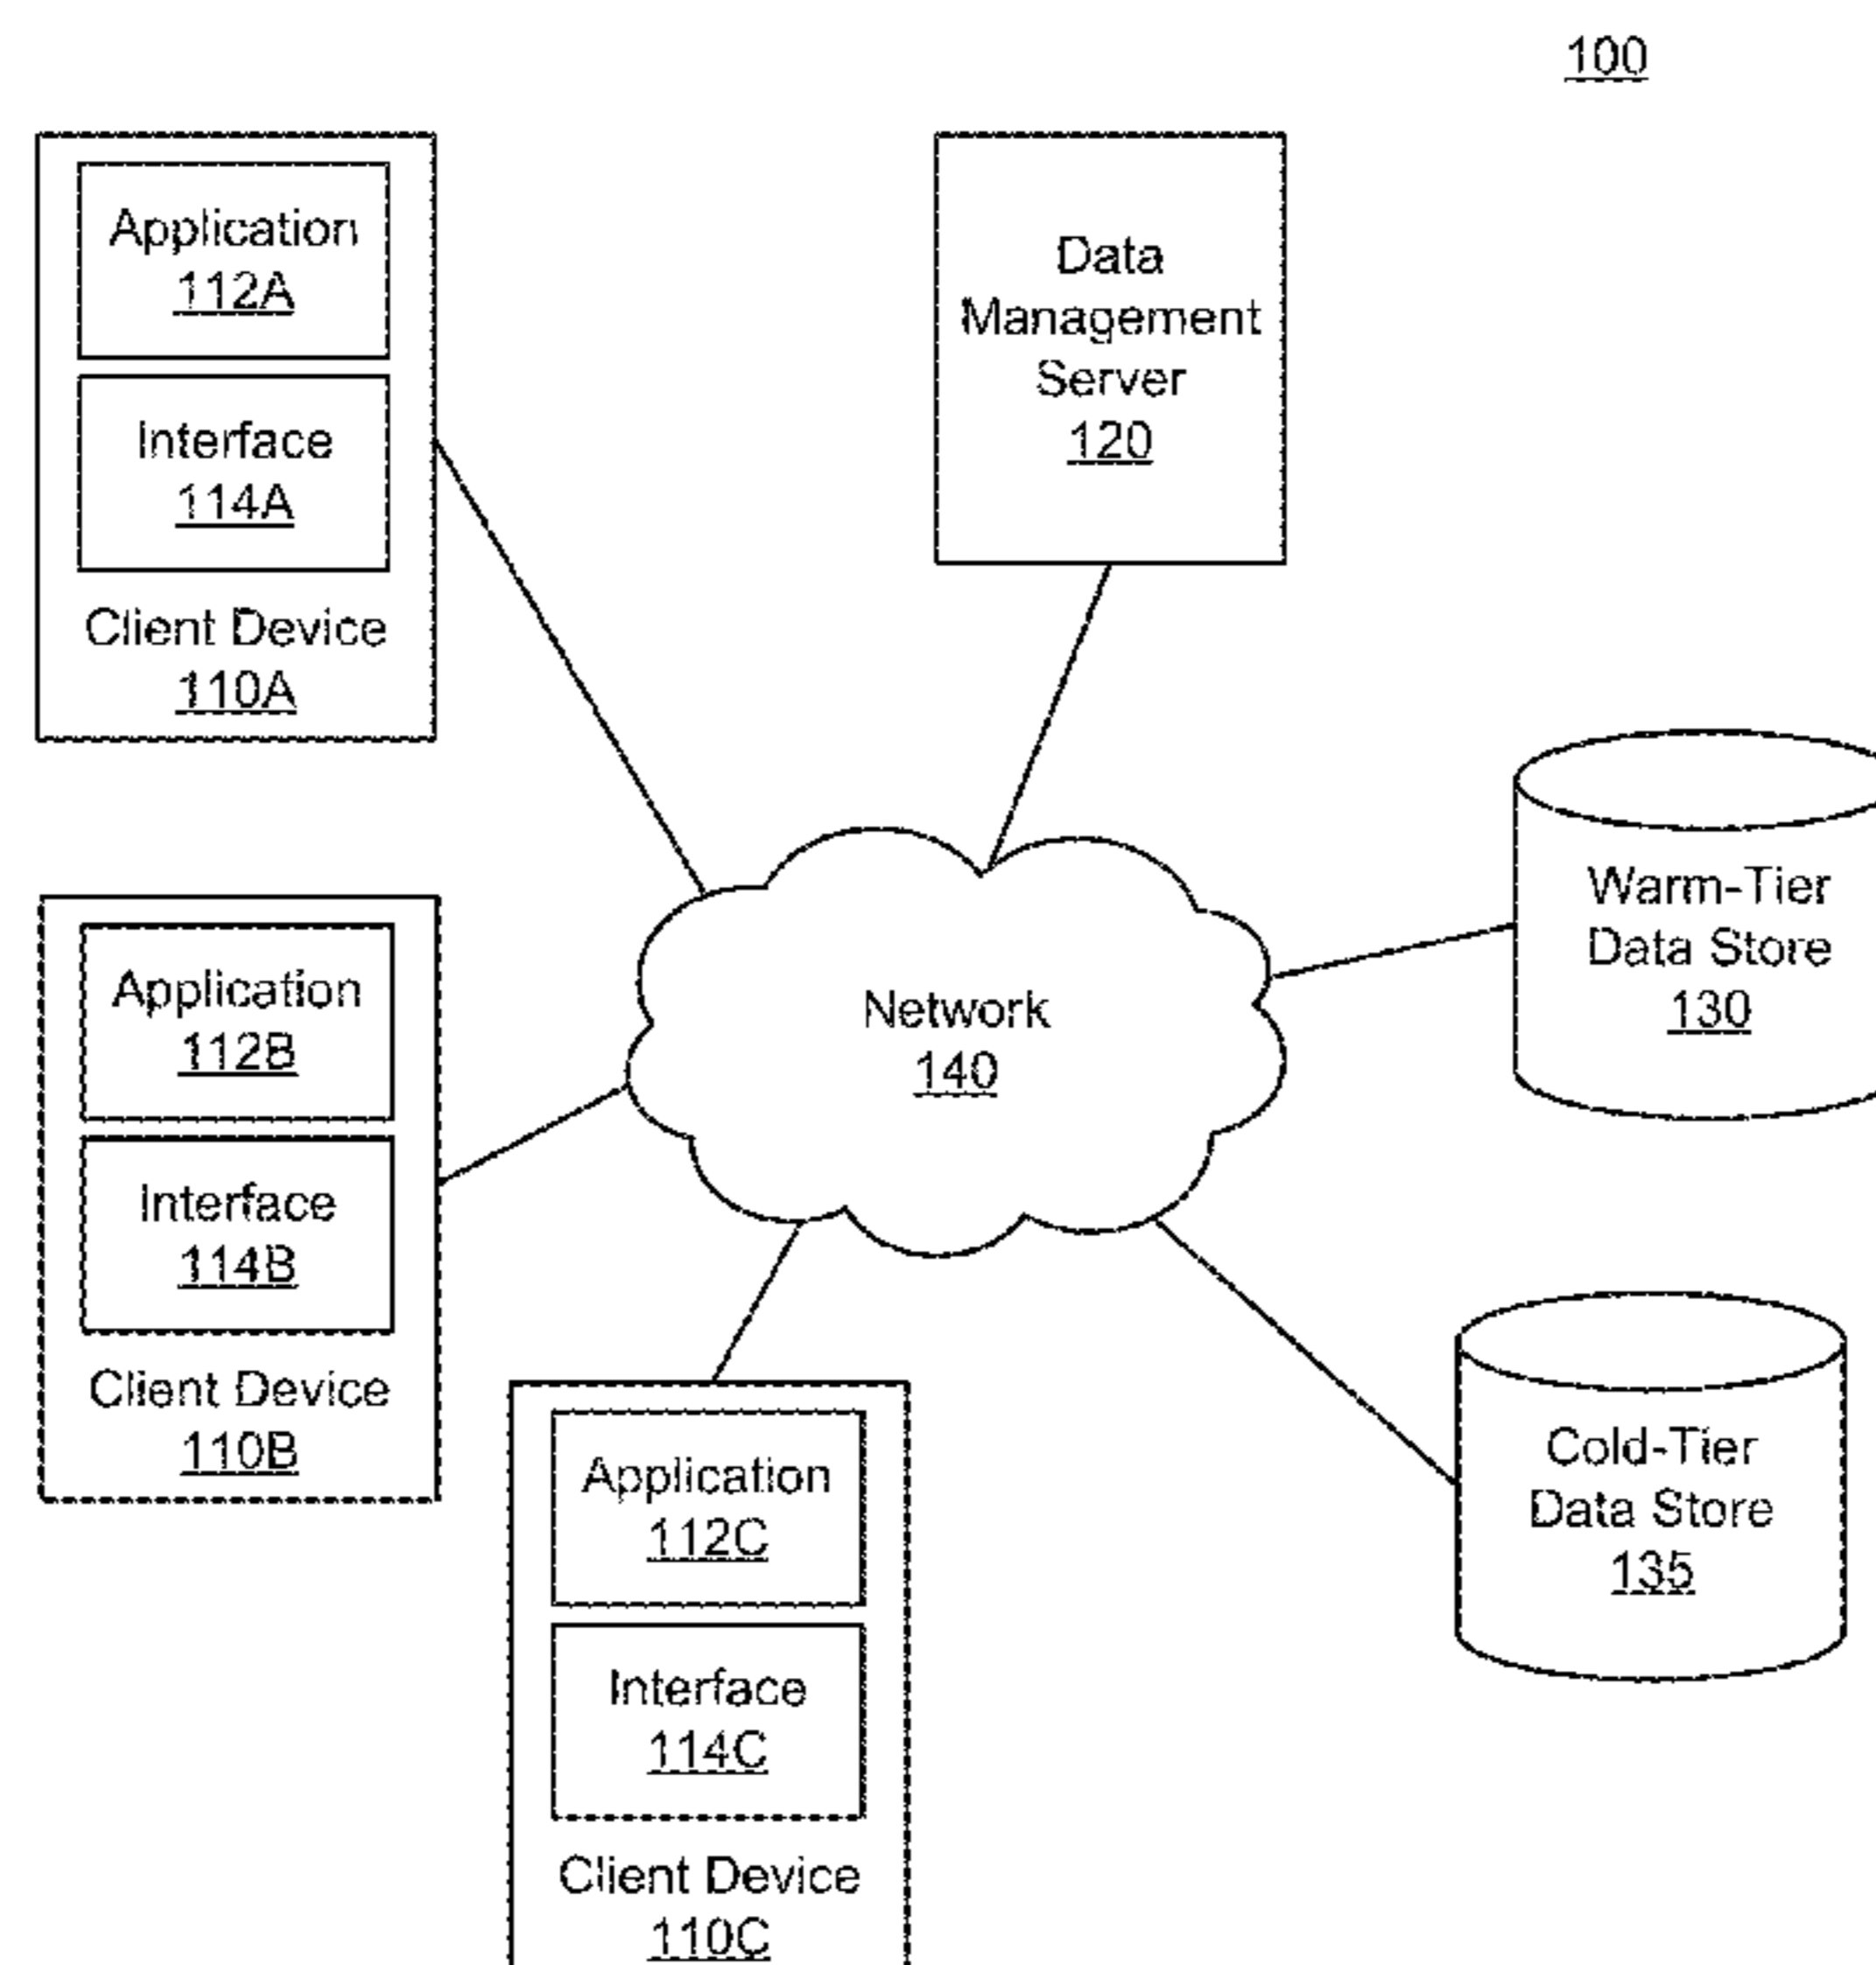 100
Application
112A
Interface
114A
Client Device
110A
Data
Management
Server
120
Warm-Tier
Data Store
130
Network
140
Application
112B
Interface
114B
Client Device
110B
Application
112C
Interface
114C
Client Device
110C
Cold-Tier
Data Store
135